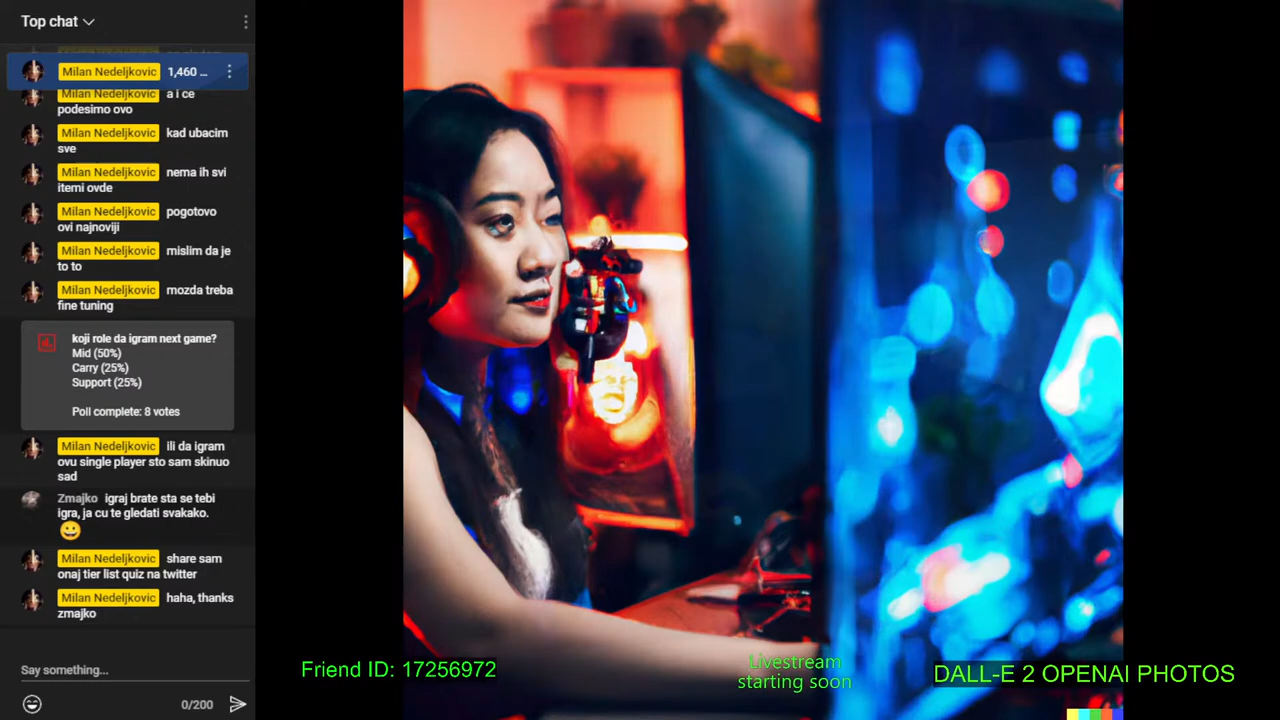 Top chat
Milan Nedeljkovic 1,460 ...
Milan Nedeljkovic a i ce
podesimo ovo
Milan Nedeljkovic kad ubacim
sve
Milan Nedeljkovic nema ih svi
itemi ovde
Milan Nedeljkovic pogotovo
ovi najnoviji
Milan Nedeljkovic mislim da je
to to
Milan Nedeljkovic mozda treba
fine tuning
koji role da igram next game?
Mid (50%)
Carry (25%)
Support (25%)
Poll complete: 8 votes
Milan Nedeljkovic ili da igram
ovu single player sto sam skinuo
sad
Zmajko igraj brate sta se tebi
igra, ja cu te gledati svakako.
Milan Nedeljkovic share sam
onaj tier list quiz na twitter
Milan Nedeljkovic haha, thanks
zmajko
Say something...
0/200
Friend ID: 17256972
Livestream
starting soon
DALL-E 2 OPENAI PHOTOS